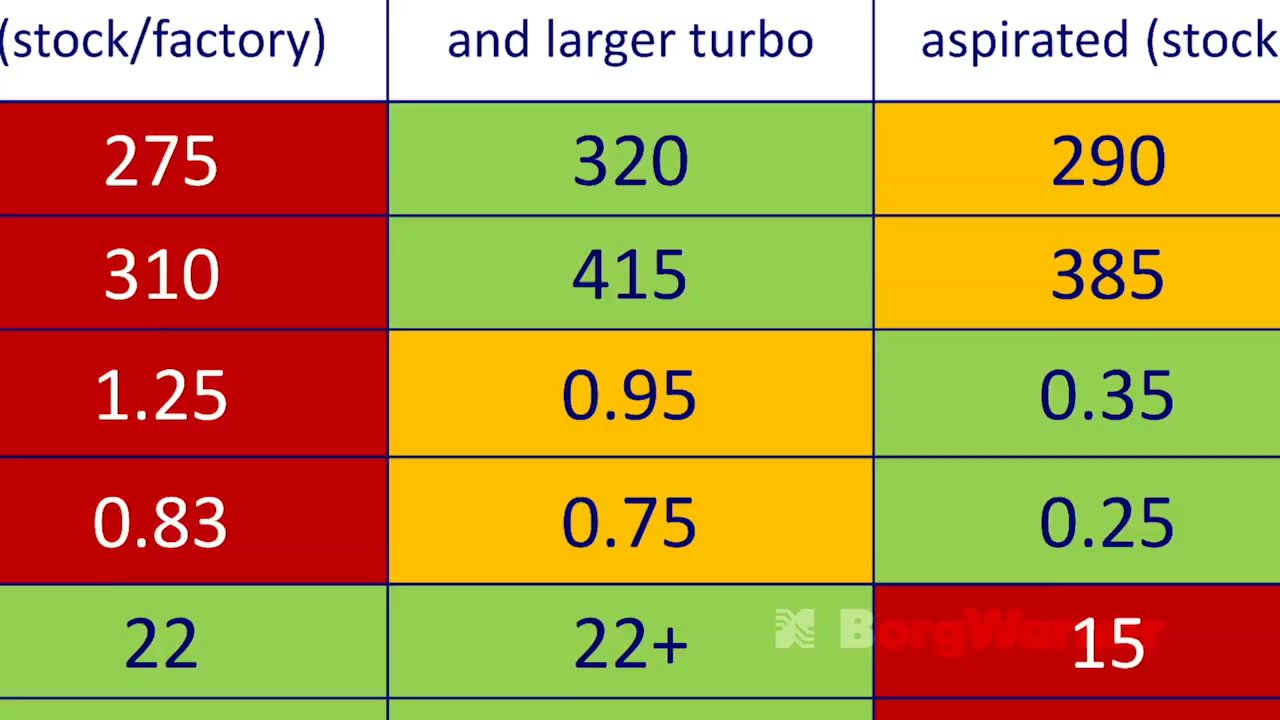 (stock/factory) and larger turbo aspirated (stock
275 320 290
310 415 385
1.25 0.95 0.35
0.83 0.75 0.25
22 22+ 15
BorgWarner